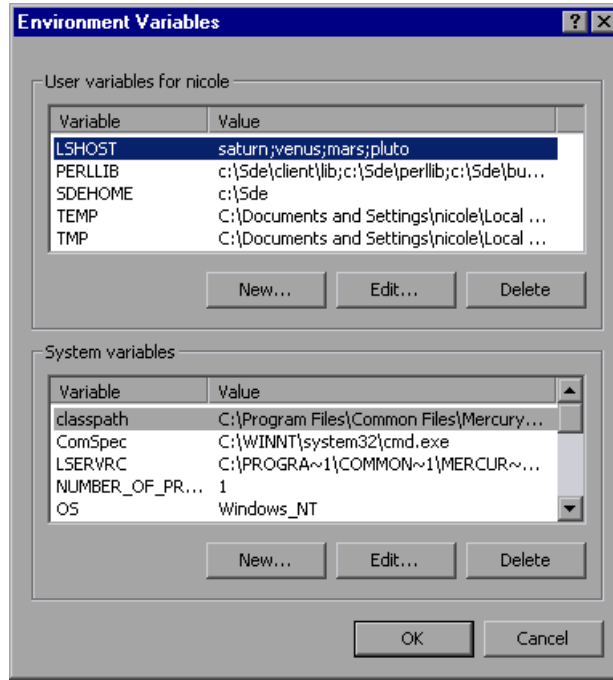 Environment Variables
User variables for nicole
Variable Value
LSHOST saturn;venus;mars;pluto
PERLLIB c:\Sde\client\lib;c:\Sde\perllib;c:\Sde\bu...
SDEHOME c:\Sde
TEMP C:\Documents and Settings\nicole\Local ...
TMP C:\Documents and Settings\nicole\Local ...
New... Edit... Delete
System variables
Variable Value
classpath C:\Program Files\Common Files\Mercury...
ComSpec C:\WINNT\system32\cmd.exe
LSERVRC C:\PROGRA~1\COMMON~1\MERCUR~...
NUMBER_OF_PR... 1
OS Windows_NT
New... Edit... Delete
OK Cancel